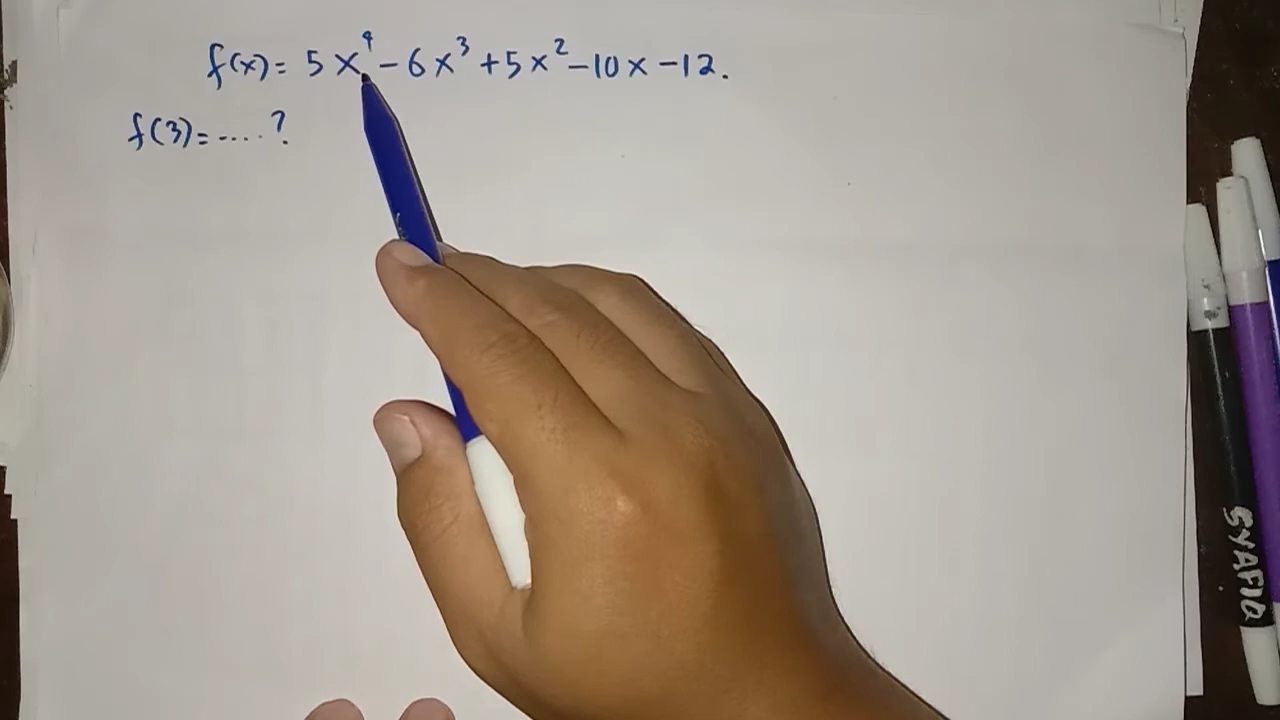 f(x) = 5x⁴ - 6x³ + 5x² - 10x - 12.
f(3) = ....?
SYAFIQ